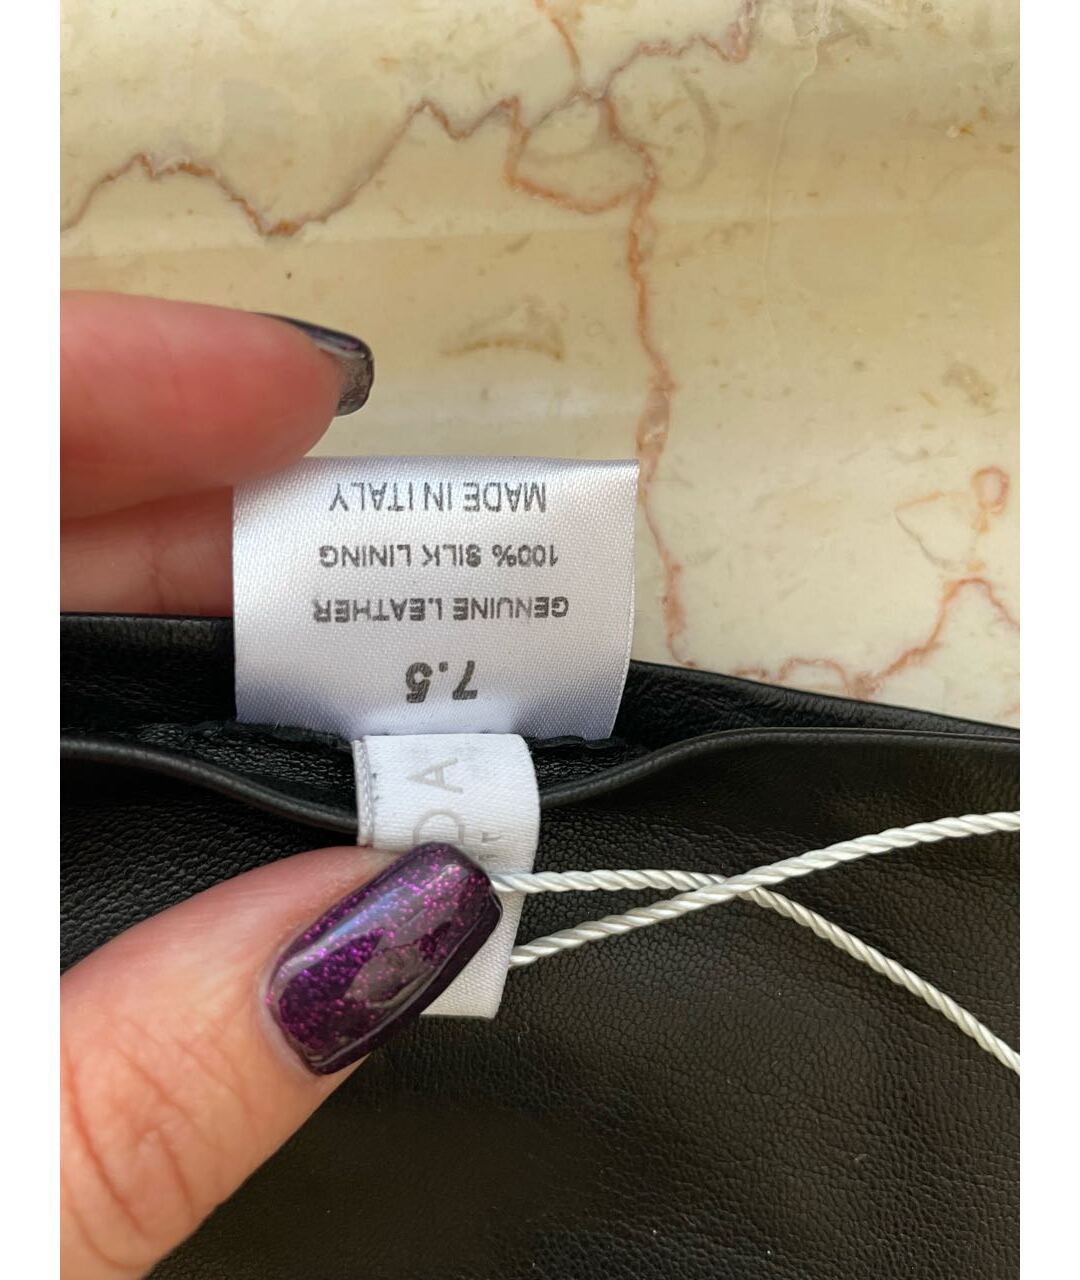 7.5
GENUINE LEATHER
100% SILK LINING
MADE IN ITALY